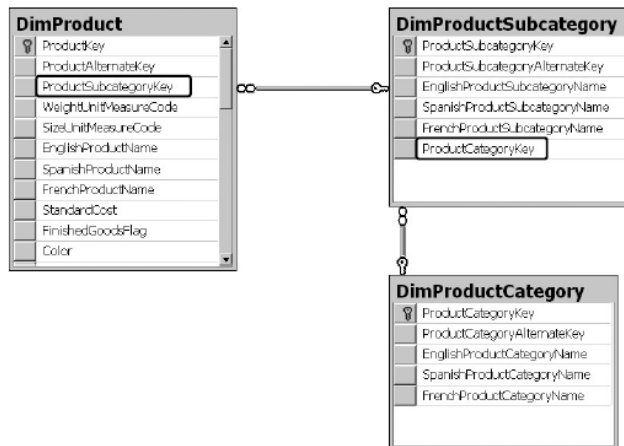 DimProduct
ProductKey
ProductAlternateKey
ProductSubcategoryKey
WeightUnitMeasureCode
SizeUnitMeasureCode
EnglishProductName
SpanishProductName
FrenchProductName
StandardCost
FinishedGoodsFlag
Color
DimProductSubcategory
ProductSubcategoryKey
ProductSubcategoryAlternateKey
EnglishProductSubcategoryName
SpanishProductSubcategoryName
FrenchProductSubcategoryName
ProductCategoryKey
DimProductCategory
ProductCategoryKey
ProductCategoryAlternateKey
EnglishProductCategoryName
SpanishProductCategoryName
FrenchProductCategoryName